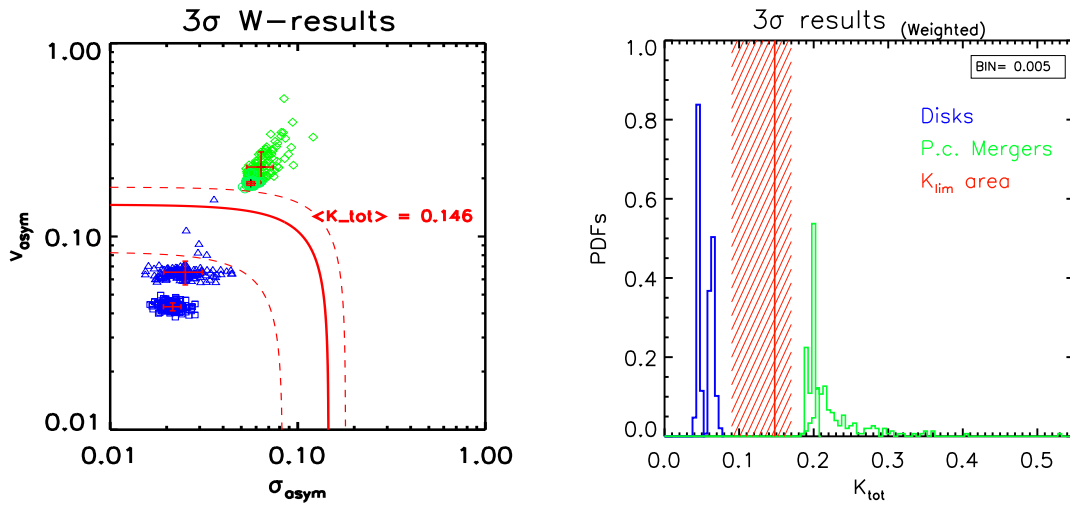 3σ W-results
1.00
0.10
0.01
v_asym
<K_tot> = 0.146
0.01
0.10
1.00
σ_asym
3σ results (Weighted)
BIN= 0.005
1.0
0.8
0.6
0.4
0.2
0.0
PDFs
Disks
P.c. Mergers
K_lim area
0.0
0.1
0.2
0.3
0.4
0.5
K_tot